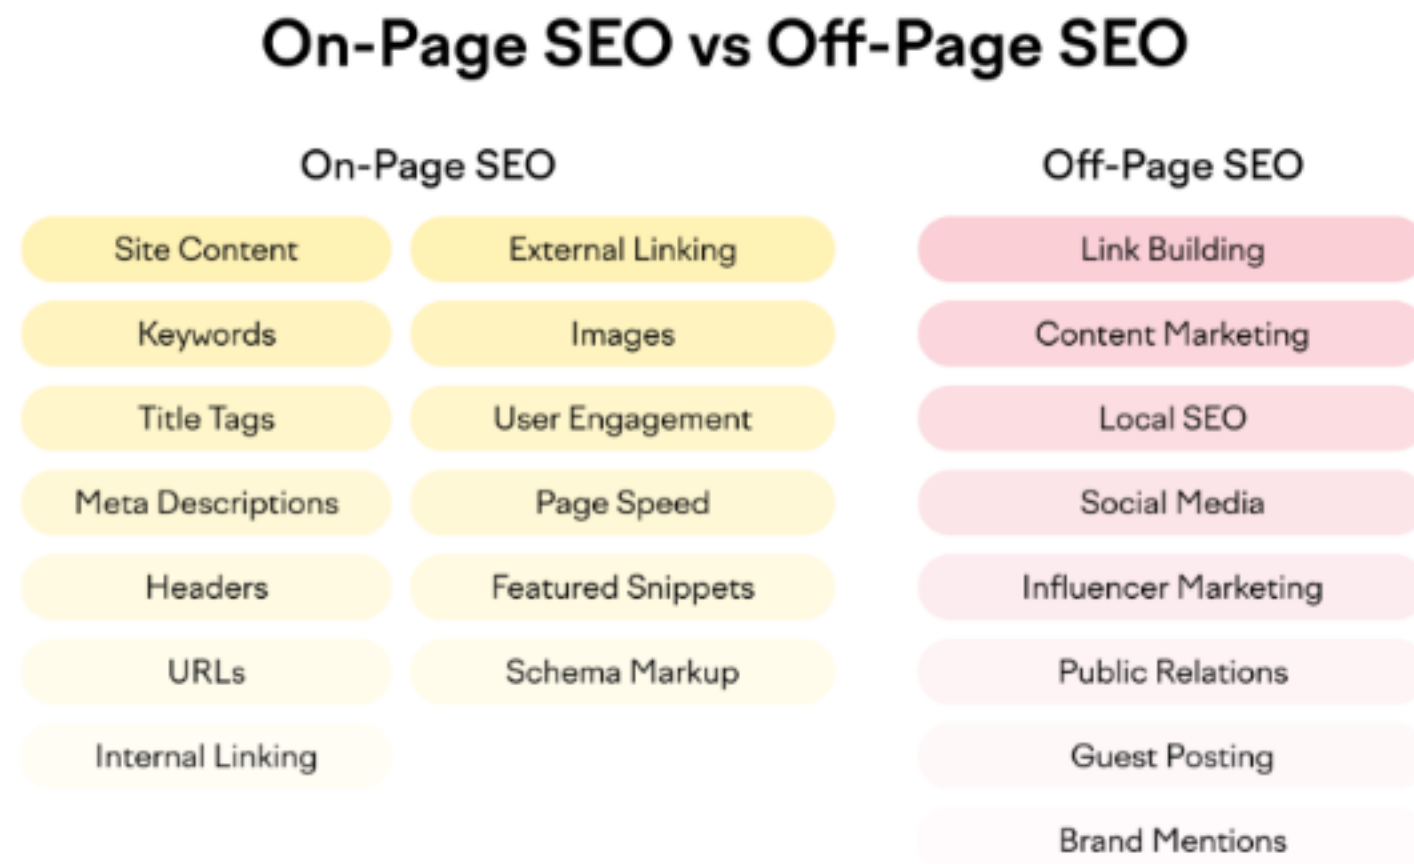 On-Page SEO vs Off-Page SEO
On-Page SEO
Site Content
Keywords
Title Tags
Meta Descriptions
Headers
URLs
Internal Linking
External Linking
Images
User Engagement
Page Speed
Featured Snippets
Schema Markup
Off-Page SEO
Link Building
Content Marketing
Local SEO
Social Media
Influencer Marketing
Public Relations
Guest Posting
Brand Mentions